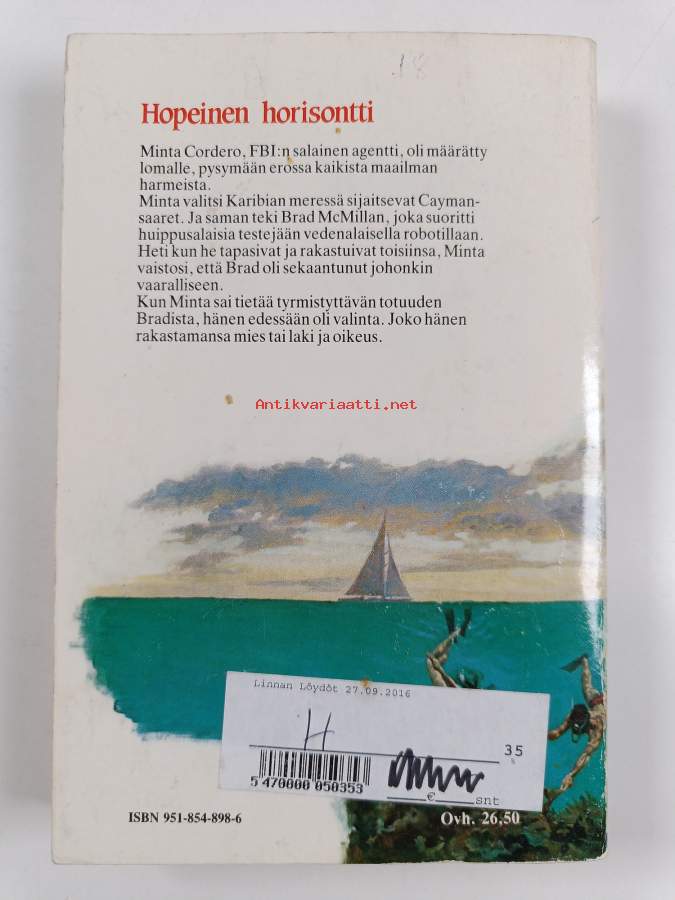 18
Hopeinen horisontti
Minta Cordero, FBI:n salainen agentti, oli määrätty
lomalle, pysymään erossa kaikista maailman
harmeista.
Minta valitsi Karibian meressä sijaitsevat Cayman-
saaret. Ja saman teki Brad McMillan, joka suoritti
huippusalaisia testejään vedenalaisella robotillaan.
Heti kun he tapasivat ja rakastuivat toisiinsa, Minta
vaistosi, että Brad oli sekaantunut johonkin
vaaralliseen.
Kun Minta sai tietää tyrmistyttävän totuuden
Bradista, hänen edessään oli valinta. Joko hänen
rakastamansa mies tai laki ja oikeus.
Antikvariaatti.net
Linnan Löydöt 27.09.2016
H
35
5 470000 050353
€ snt
ISBN 951-854-898-6
Ovh. 26,50